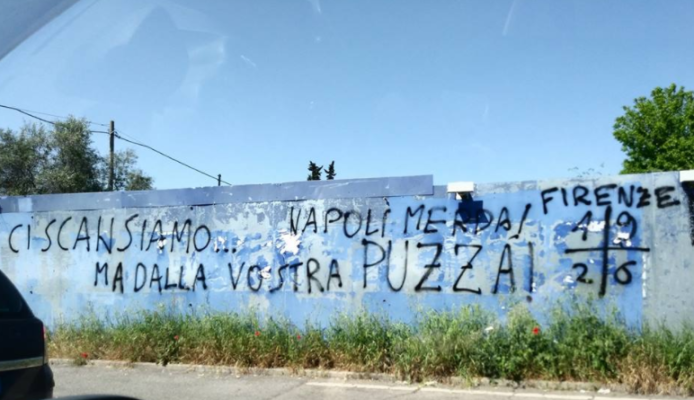 CI SCANSIAMO... NAPOLI MERDA!
MA DALLA VOSTRA PUZZA!
FIRENZE
19
26